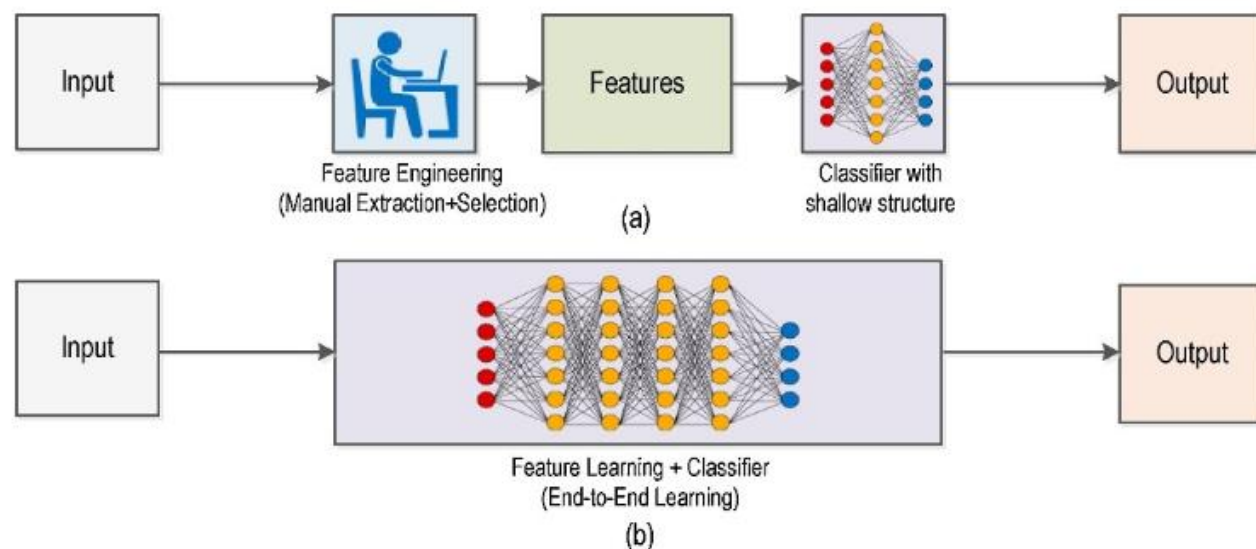 Input
Features
Output
Feature Engineering
(Manual Extraction+Selection)
Classifier with
shallow structure
(a)
Input
Output
Feature Learning + Classifier
(End-to-End Learning)
(b)